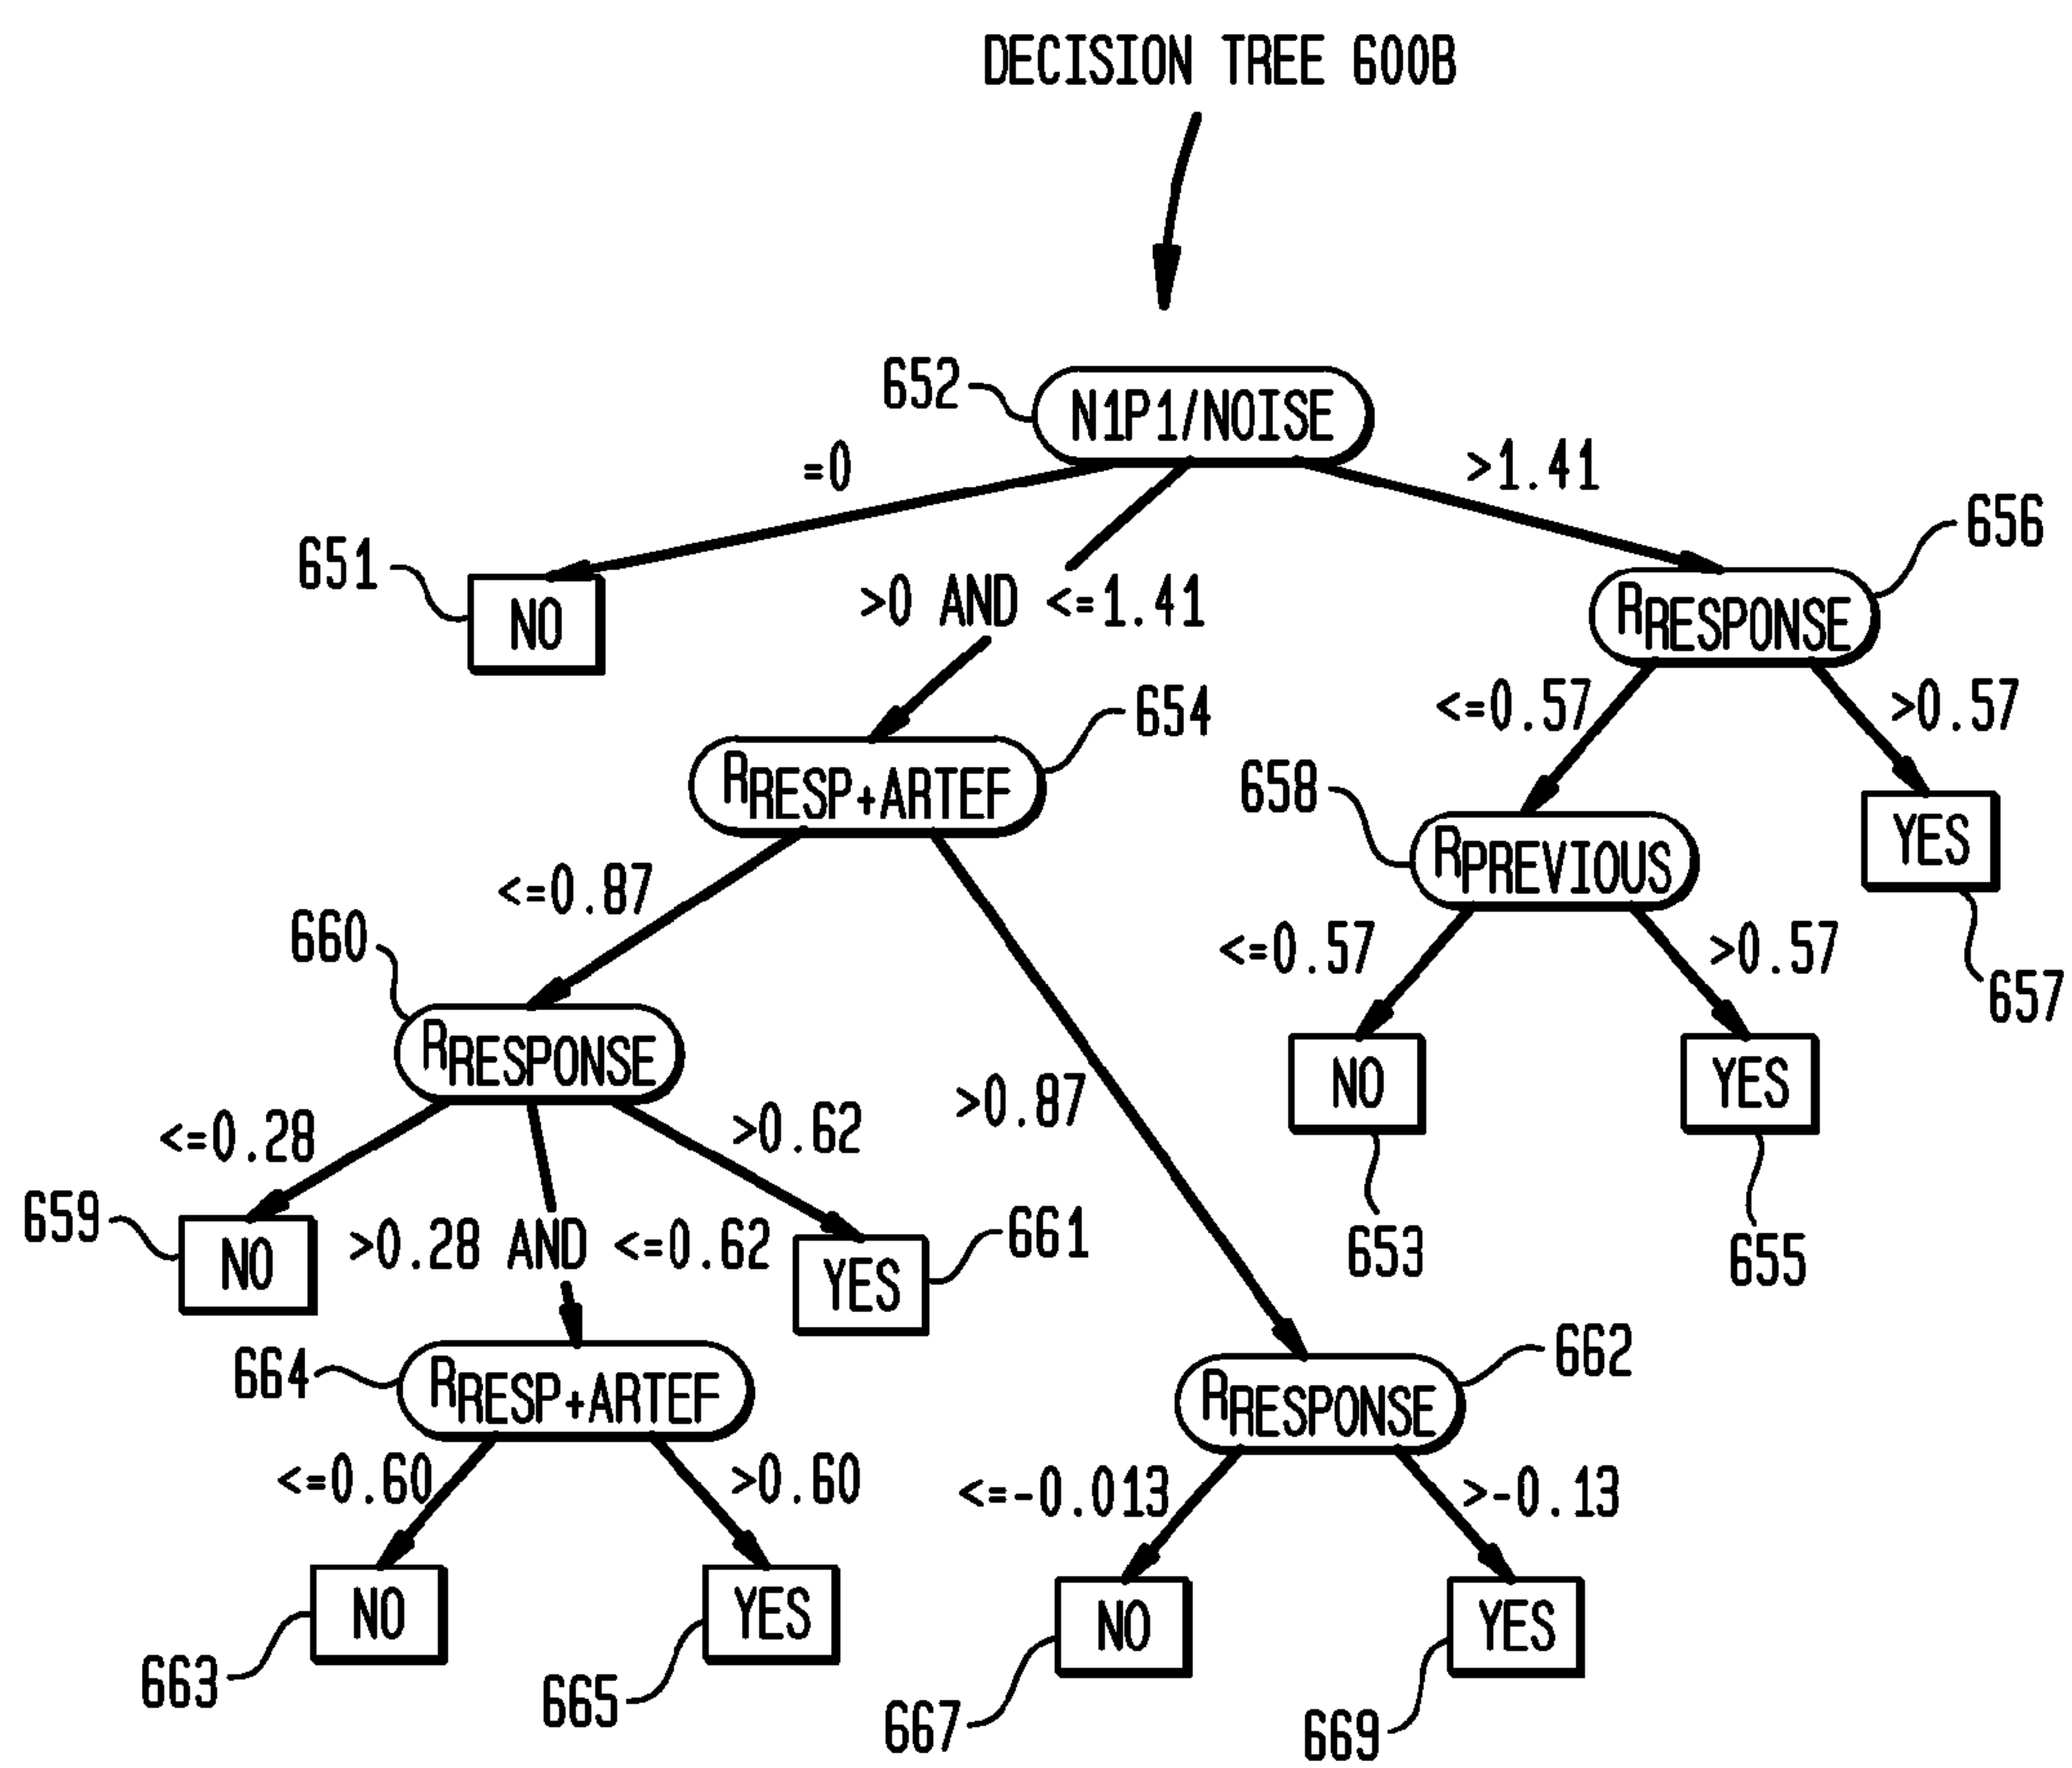 DECISION TREE 600B
652
N1P1/NOISE
=0
>1.41
651
NO
>0 AND <=1.41
656
RRESPONSE
654
RRESP+ARTEF
<=0.57
>0.57
658
RPREVIOUS
YES
657
<=0.87
>0.87
660
RRESPONSE
<=0.57
>0.57
NO
653
YES
655
<=0.28
>0.28 AND <=0.62
>0.62
659
NO
YES
661
664
RRESP+ARTEF
662
RRESPONSE
<=0.60
>0.60
<=-0.013
>-0.13
NO
663
YES
665
NO
667
YES
669